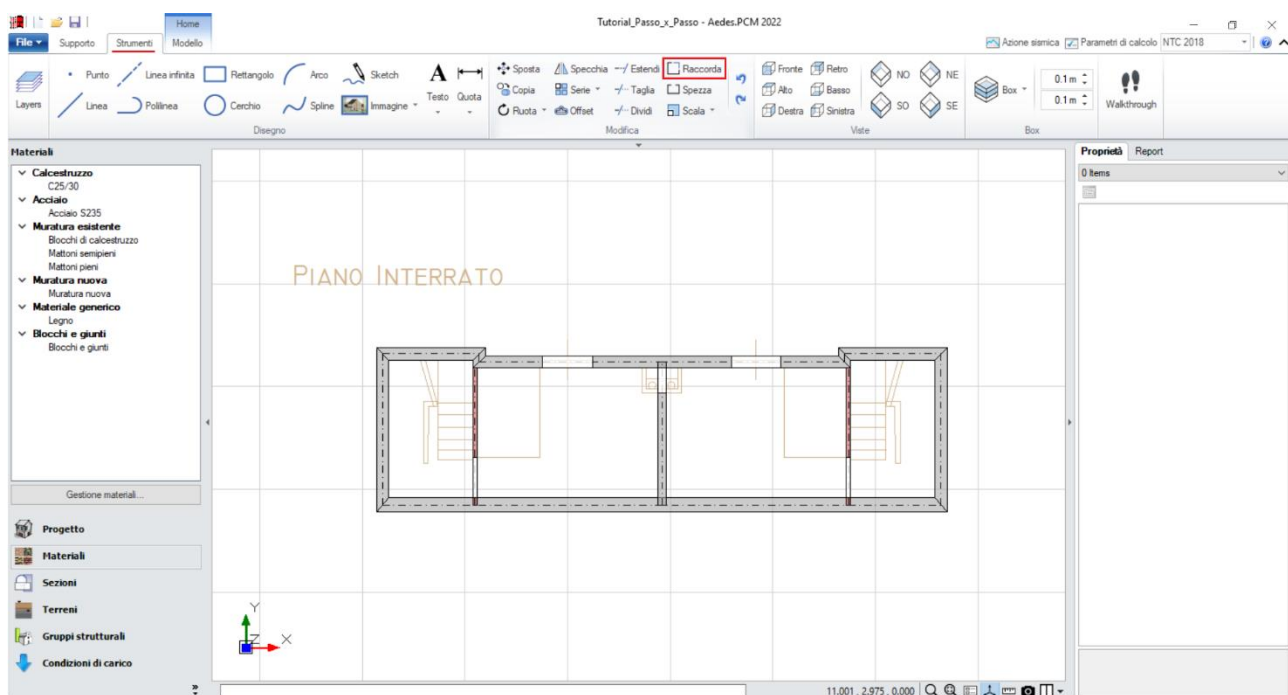 Home
Tutorial_Passo_x_Passo - Aedes.PCM 2022
File Supporto Strumenti Modello
Azione sismica Parametri di calcolo NTC 2018
Punto Linea infinita Rettangolo Arco Sketch
Sposta Specchia Estendi Raccorda
Fronte Retro NO NE
0.1 m
Layers
Testo Quota
Copia Serie Taglia Spezza
Alto Basso
Box
Walkthrough
Linea Polilinea Cerchio Spline Immagine
Ruota Offset Dividi Scala
Destra Sinistra SO SE
0.1 m
Disegno Modifica Viste Box
Materiali
Calcestruzzo
C25/30
Acciaio
Acciaio S235
Muratura esistente
Blocchi di calcestruzzo
Mattoni semipieni
Mattoni pieni
Muratura nuova
Muratura nuova
Materiale generico
Legno
Blocchi e giunti
Blocchi e giunti
Gestione materiali...
Progetto
Materiali
Sezioni
Terreni
Gruppi strutturali
Condizioni di carico
PIANO INTERRATO
Y
Z
X
Proprietà Report
0 Items
11.001 , 2.975 , 0.000